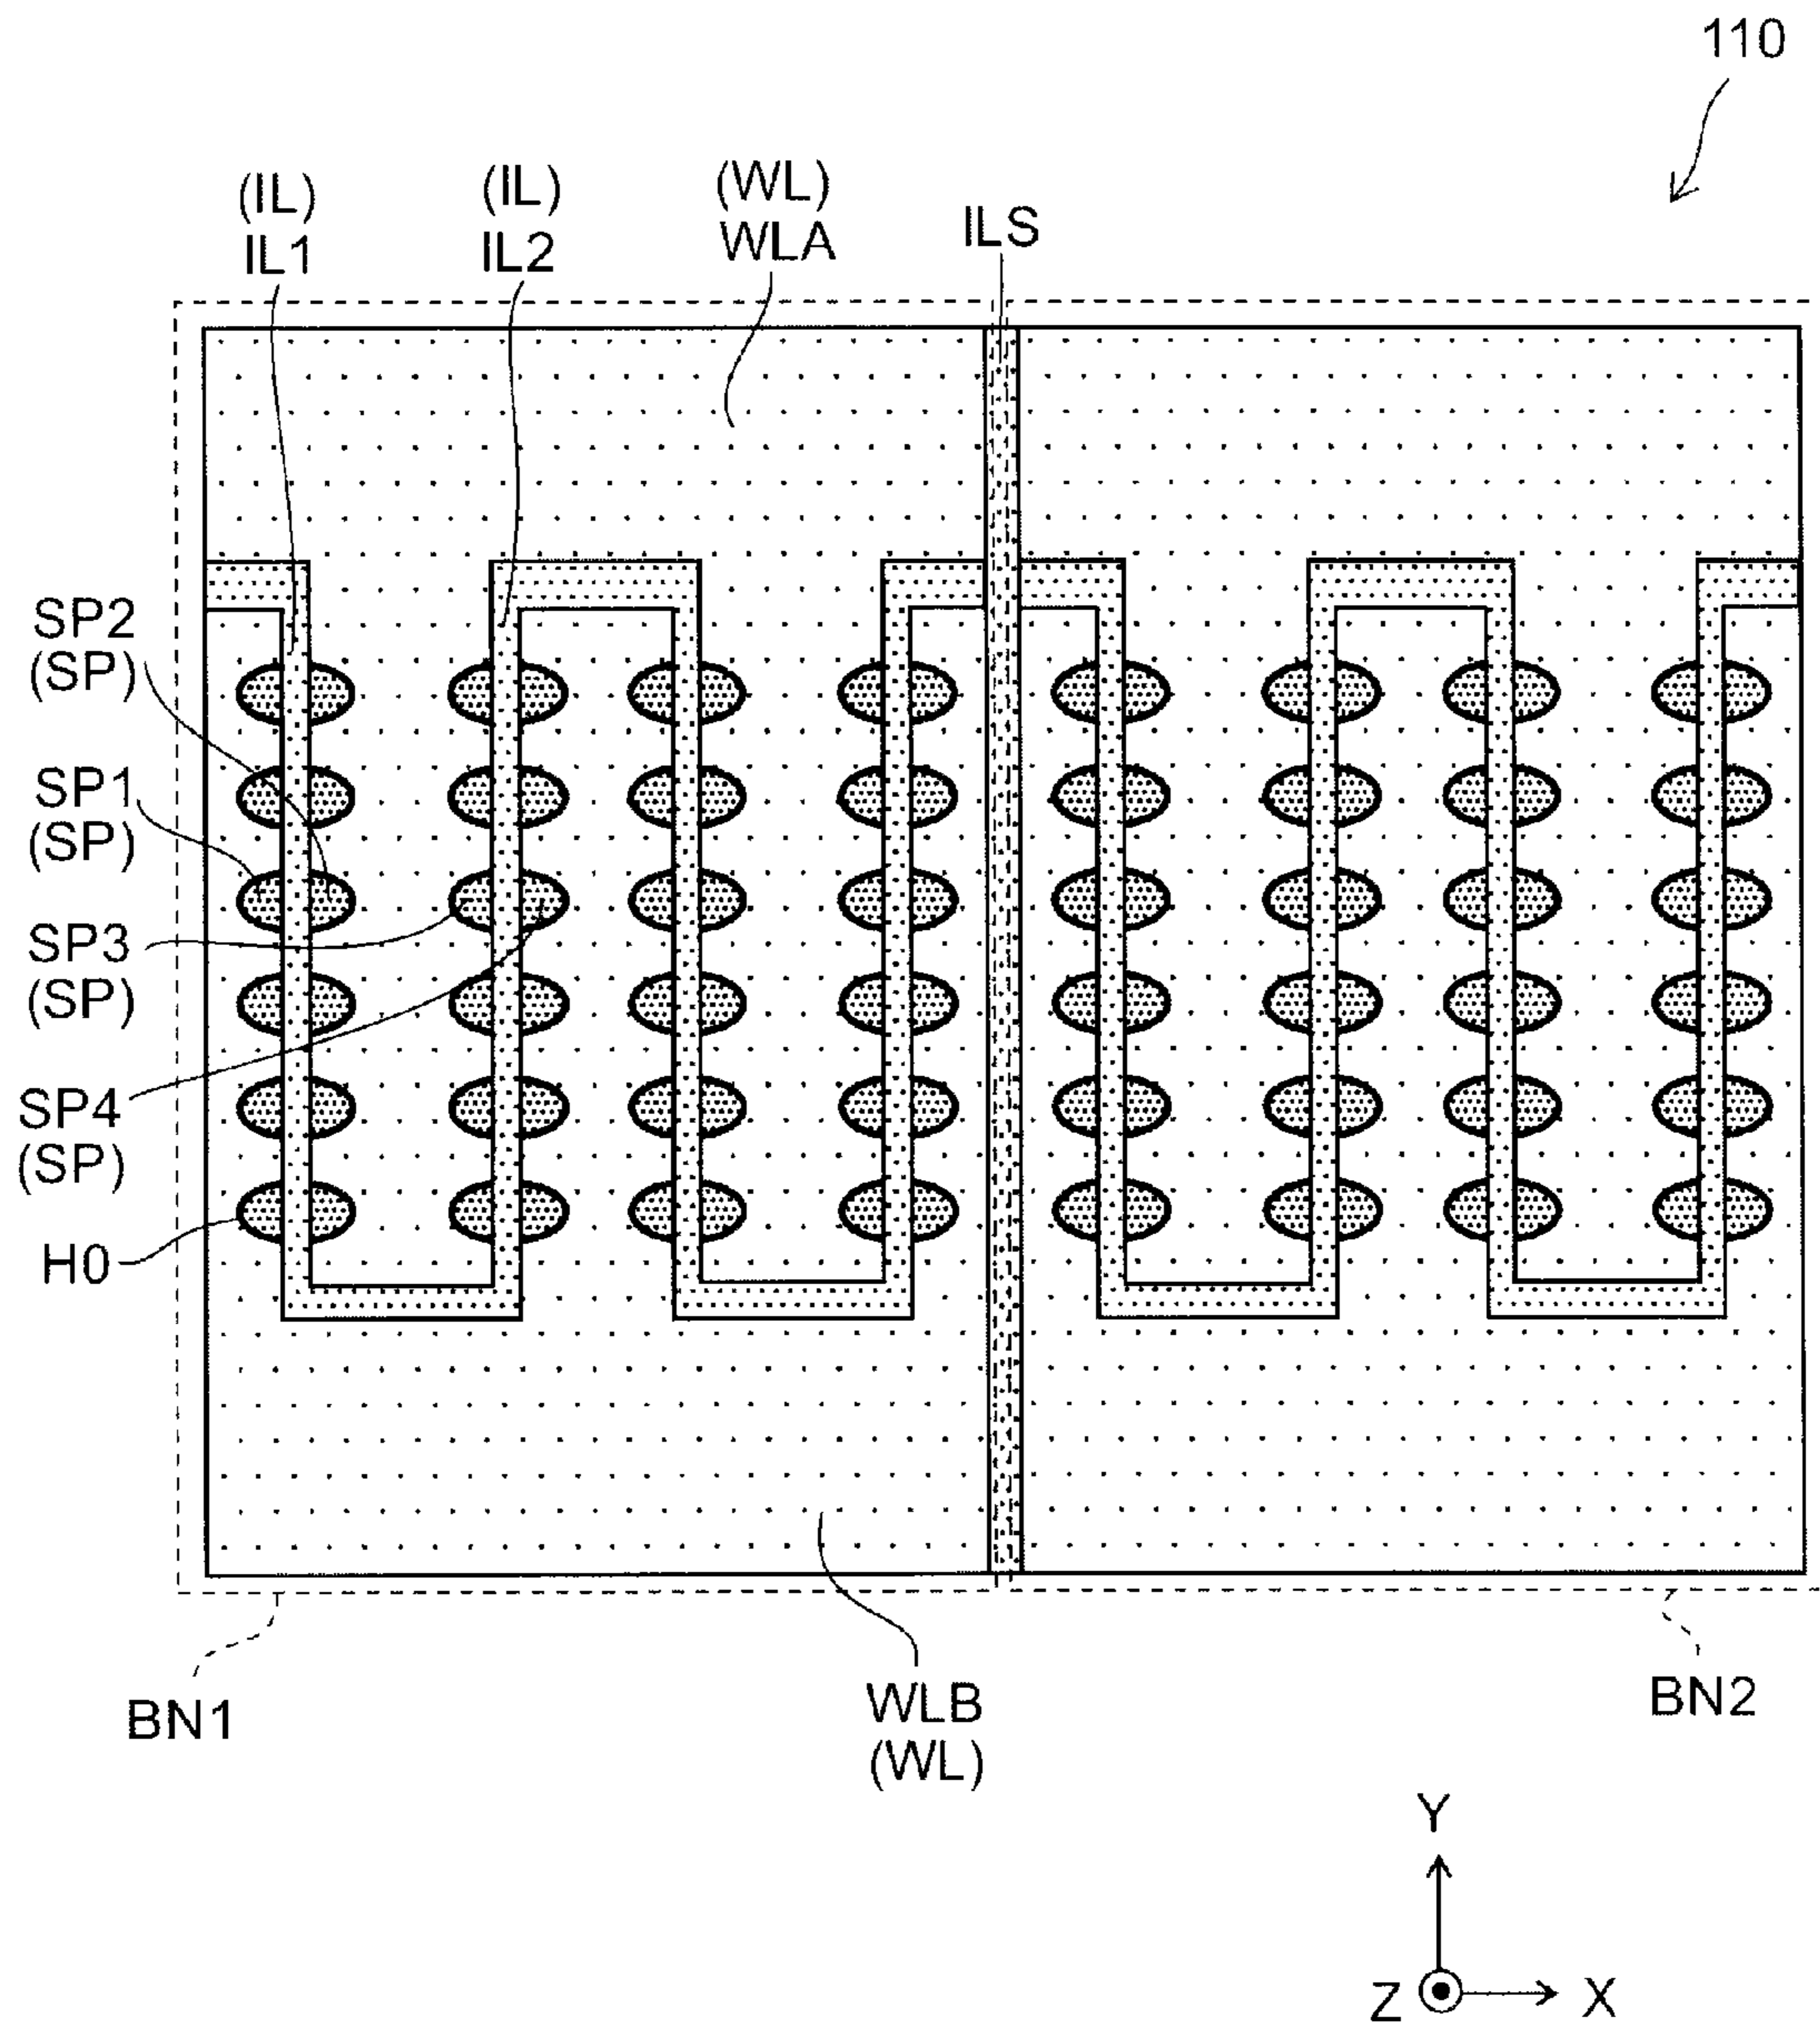 110
(IL)
IL1
(IL)
IL2
(WL)
WLA
ILS
SP2
(SP)
SP1
(SP)
SP3
(SP)
SP4
(SP)
H0
BN1
WLB
(WL)
BN2
Y
Z
X